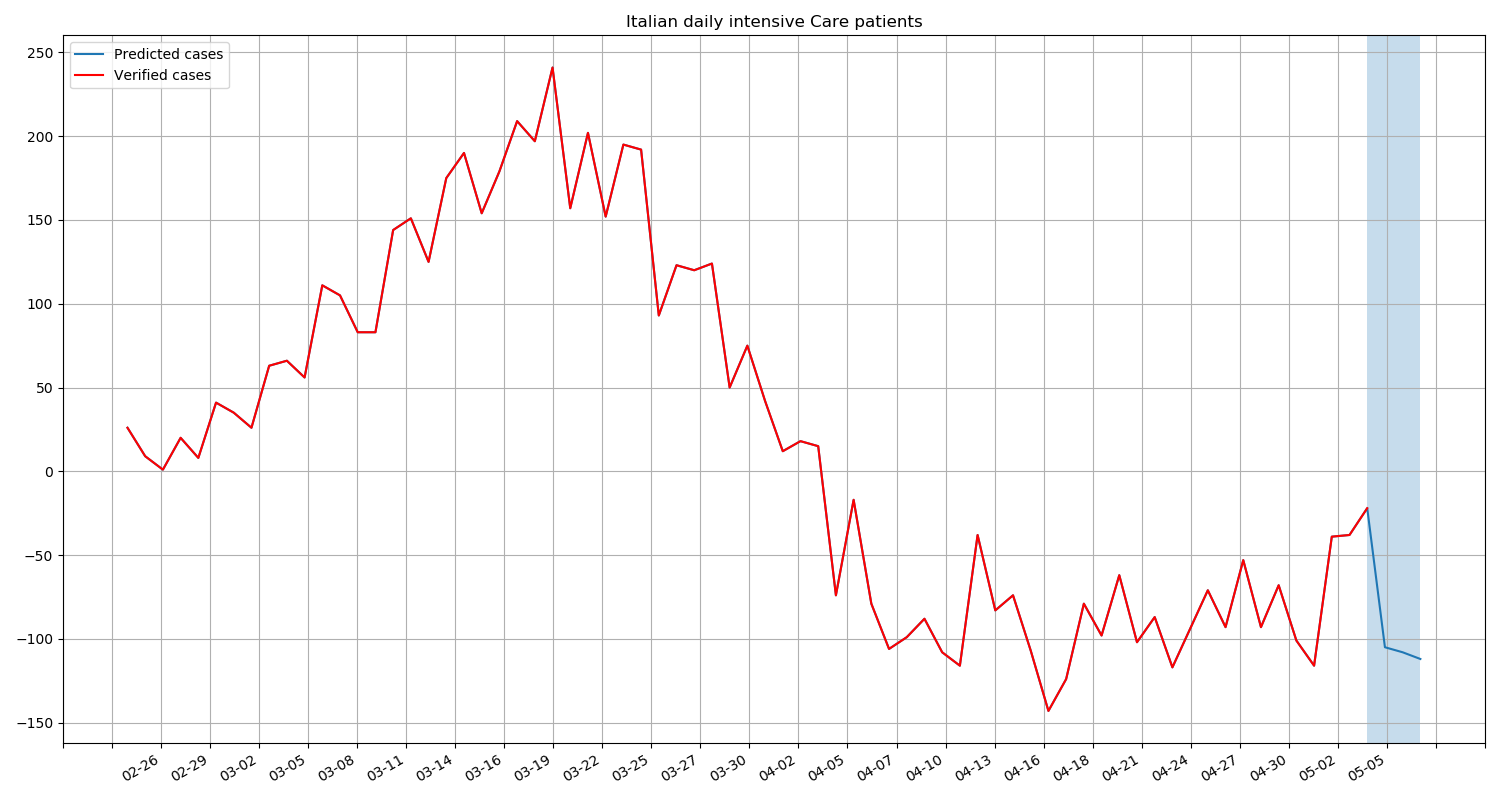 Italian daily intensive Care patients
Predicted cases
Verified cases
250
200
150
100
50
0
−50
−100
−150
02-26 02-29 03-02 03-05 03-08 03-11 03-14 03-16 03-19 03-22 03-25 03-27 03-30 04-02 04-05 04-07 04-10 04-13 04-16 04-18 04-21 04-24 04-27 04-30 05-02 05-05